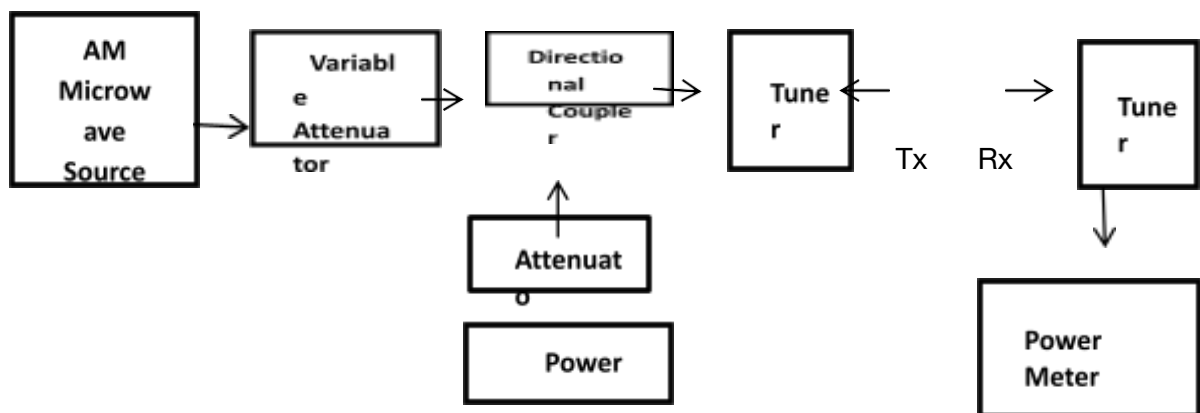 AM
Microw
ave
Source
Variabl
e
Attenua
tor
Directio
nal
Couple
r
Tune
r
Tx
Rx
Tune
r
Attenuat
o
Power
Power
Meter